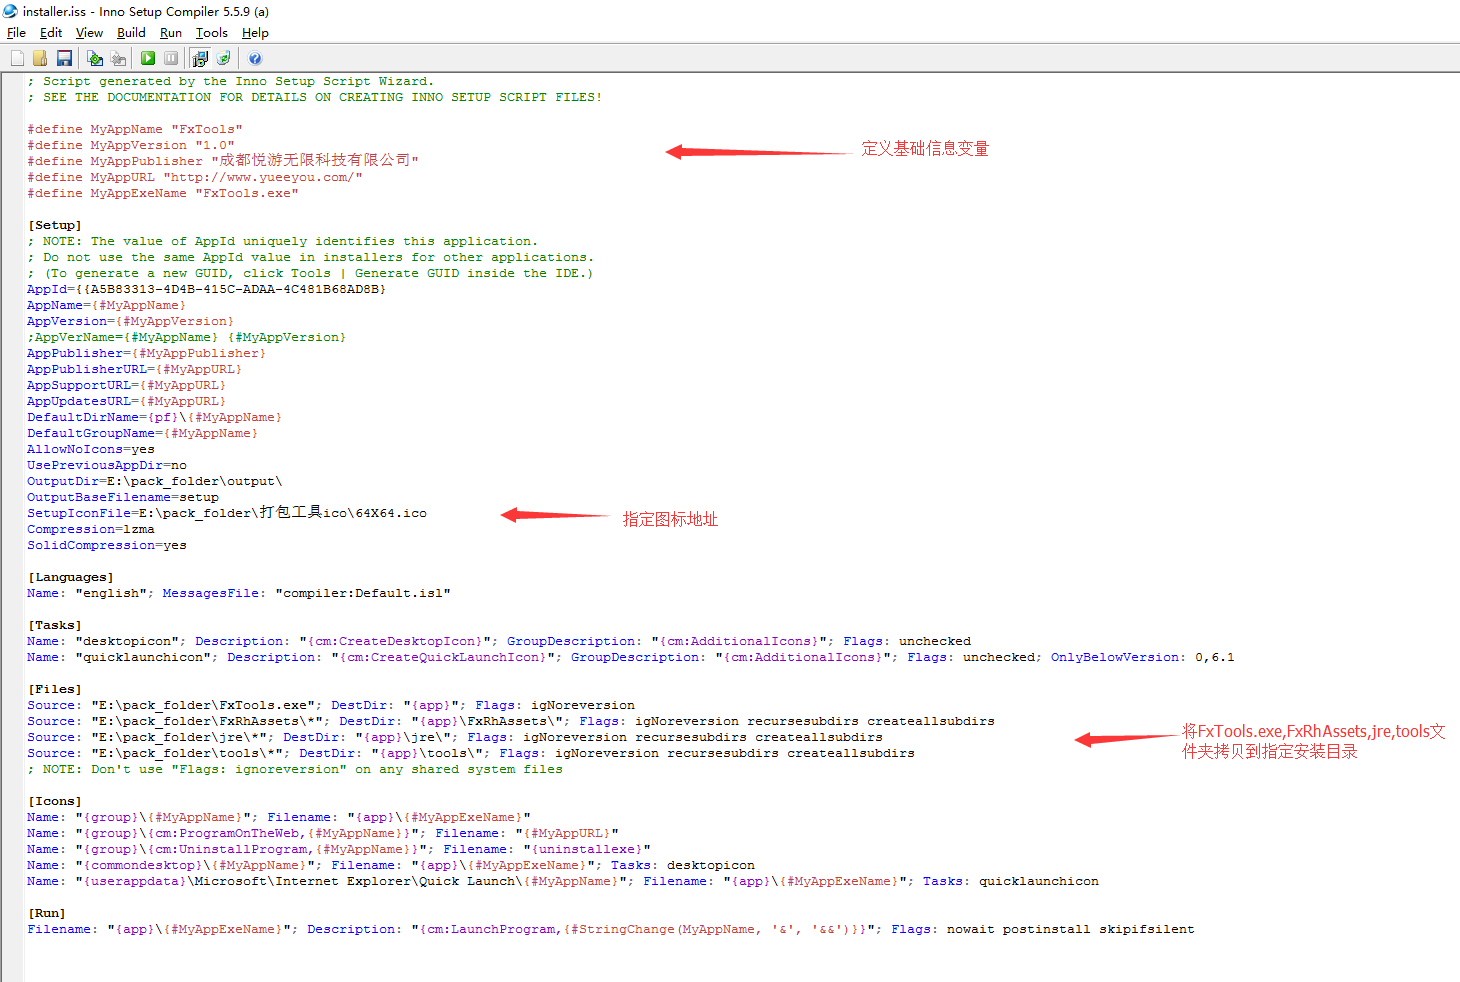 installer.iss - Inno Setup Compiler 5.5.9 (a)
File Edit View Build Run Tools Help
; Script generated by the Inno Setup Script Wizard.
; SEE THE DOCUMENTATION FOR DETAILS ON CREATING INNO SETUP SCRIPT FILES!
#define MyAppName "FxTools"
#define MyAppVersion "1.0"
#define MyAppPublisher "成都悦游无限科技有限公司"
#define MyAppURL "http://www.yueeyou.com/"
#define MyAppExeName "FxTools.exe"
定义基础信息变量
[Setup]
; NOTE: The value of AppId uniquely identifies this application.
; Do not use the same AppId value in installers for other applications.
; (To generate a new GUID, click Tools | Generate GUID inside the IDE.)
AppId={{A5B83313-4D4B-415C-ADAA-4C481B68AD8B}
AppName={#MyAppName}
AppVersion={#MyAppVersion}
;AppVerName={#MyAppName} {#MyAppVersion}
AppPublisher={#MyAppPublisher}
AppPublisherURL={#MyAppURL}
AppSupportURL={#MyAppURL}
AppUpdatesURL={#MyAppURL}
DefaultDirName={pf}\{#MyAppName}
DefaultGroupName={#MyAppName}
AllowNoIcons=yes
UsePreviousAppDir=no
OutputDir=E:\pack_folder\output\
OutputBaseFilename=setup
SetupIconFile=E:\pack_folder\打包工具ico\64X64.ico
指定图标地址
Compression=lzma
SolidCompression=yes
[Languages]
Name: "english"; MessagesFile: "compiler:Default.isl"
[Tasks]
Name: "desktopicon"; Description: "{cm:CreateDesktopIcon}"; GroupDescription: "{cm:AdditionalIcons}"; Flags: unchecked
Name: "quicklaunchicon"; Description: "{cm:CreateQuickLaunchIcon}"; GroupDescription: "{cm:AdditionalIcons}"; Flags: unchecked; OnlyBelowVersion: 0,6.1
[Files]
Source: "E:\pack_folder\FxTools.exe"; DestDir: "{app}"; Flags: igNoreversion
Source: "E:\pack_folder\FxRhAssets\*"; DestDir: "{app}\FxRhAssets\"; Flags: igNoreversion recursesubdirs createallsubdirs
Source: "E:\pack_folder\jre\*"; DestDir: "{app}\jre\"; Flags: igNoreversion recursesubdirs createallsubdirs
Source: "E:\pack_folder\tools\*"; DestDir: "{app}\tools\"; Flags: igNoreversion recursesubdirs createallsubdirs
; NOTE: Don't use "Flags: ignoreversion" on any shared system files
将FxTools.exe,FxRhAssets,jre,tools文
件夹拷贝到指定安装目录
[Icons]
Name: "{group}\{#MyAppName}"; Filename: "{app}\{#MyAppExeName}"
Name: "{group}\{cm:ProgramOnTheWeb,{#MyAppName}}"; Filename: "{#MyAppURL}"
Name: "{group}\{cm:UninstallProgram,{#MyAppName}}"; Filename: "{uninstallexe}"
Name: "{commondesktop}\{#MyAppName}"; Filename: "{app}\{#MyAppExeName}"; Tasks: desktopicon
Name: "{userappdata}\Microsoft\Internet Explorer\Quick Launch\{#MyAppName}"; Filename: "{app}\{#MyAppExeName}"; Tasks: quicklaunchicon
[Run]
Filename: "{app}\{#MyAppExeName}"; Description: "{cm:LaunchProgram,{#StringChange(MyAppName, '&', '&&')}}"; Flags: nowait postinstall skipifsilent